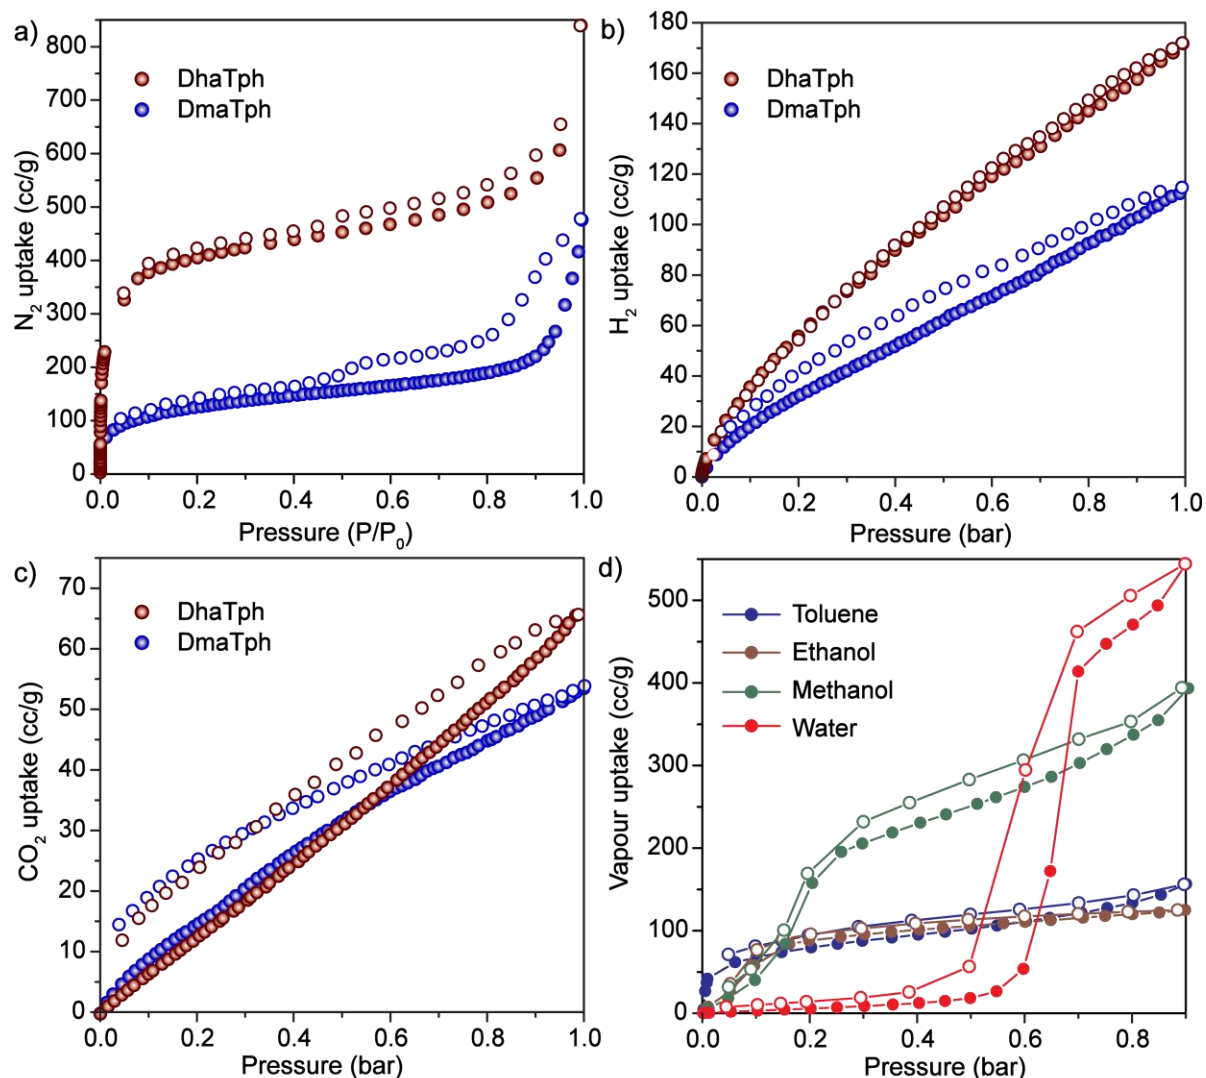 a)
DhaTph
DmaTph
N2 uptake (cc/g)
800
700
600
500
400
300
200
100
0
0.0 0.2 0.4 0.6 0.8 1.0
Pressure (P/P0)
b)
DhaTph
DmaTph
H2 uptake (cc/g)
180
160
140
120
100
80
60
40
20
0
0.0 0.2 0.4 0.6 0.8 1.0
Pressure (bar)
c)
DhaTph
DmaTph
CO2 uptake (cc/g)
70
60
50
40
30
20
10
0
0.0 0.2 0.4 0.6 0.8 1.0
Pressure (bar)
d)
Toluene
Ethanol
Methanol
Water
Vapour uptake (cc/g)
500
400
300
200
100
0
0.0 0.2 0.4 0.6 0.8
Pressure (bar)